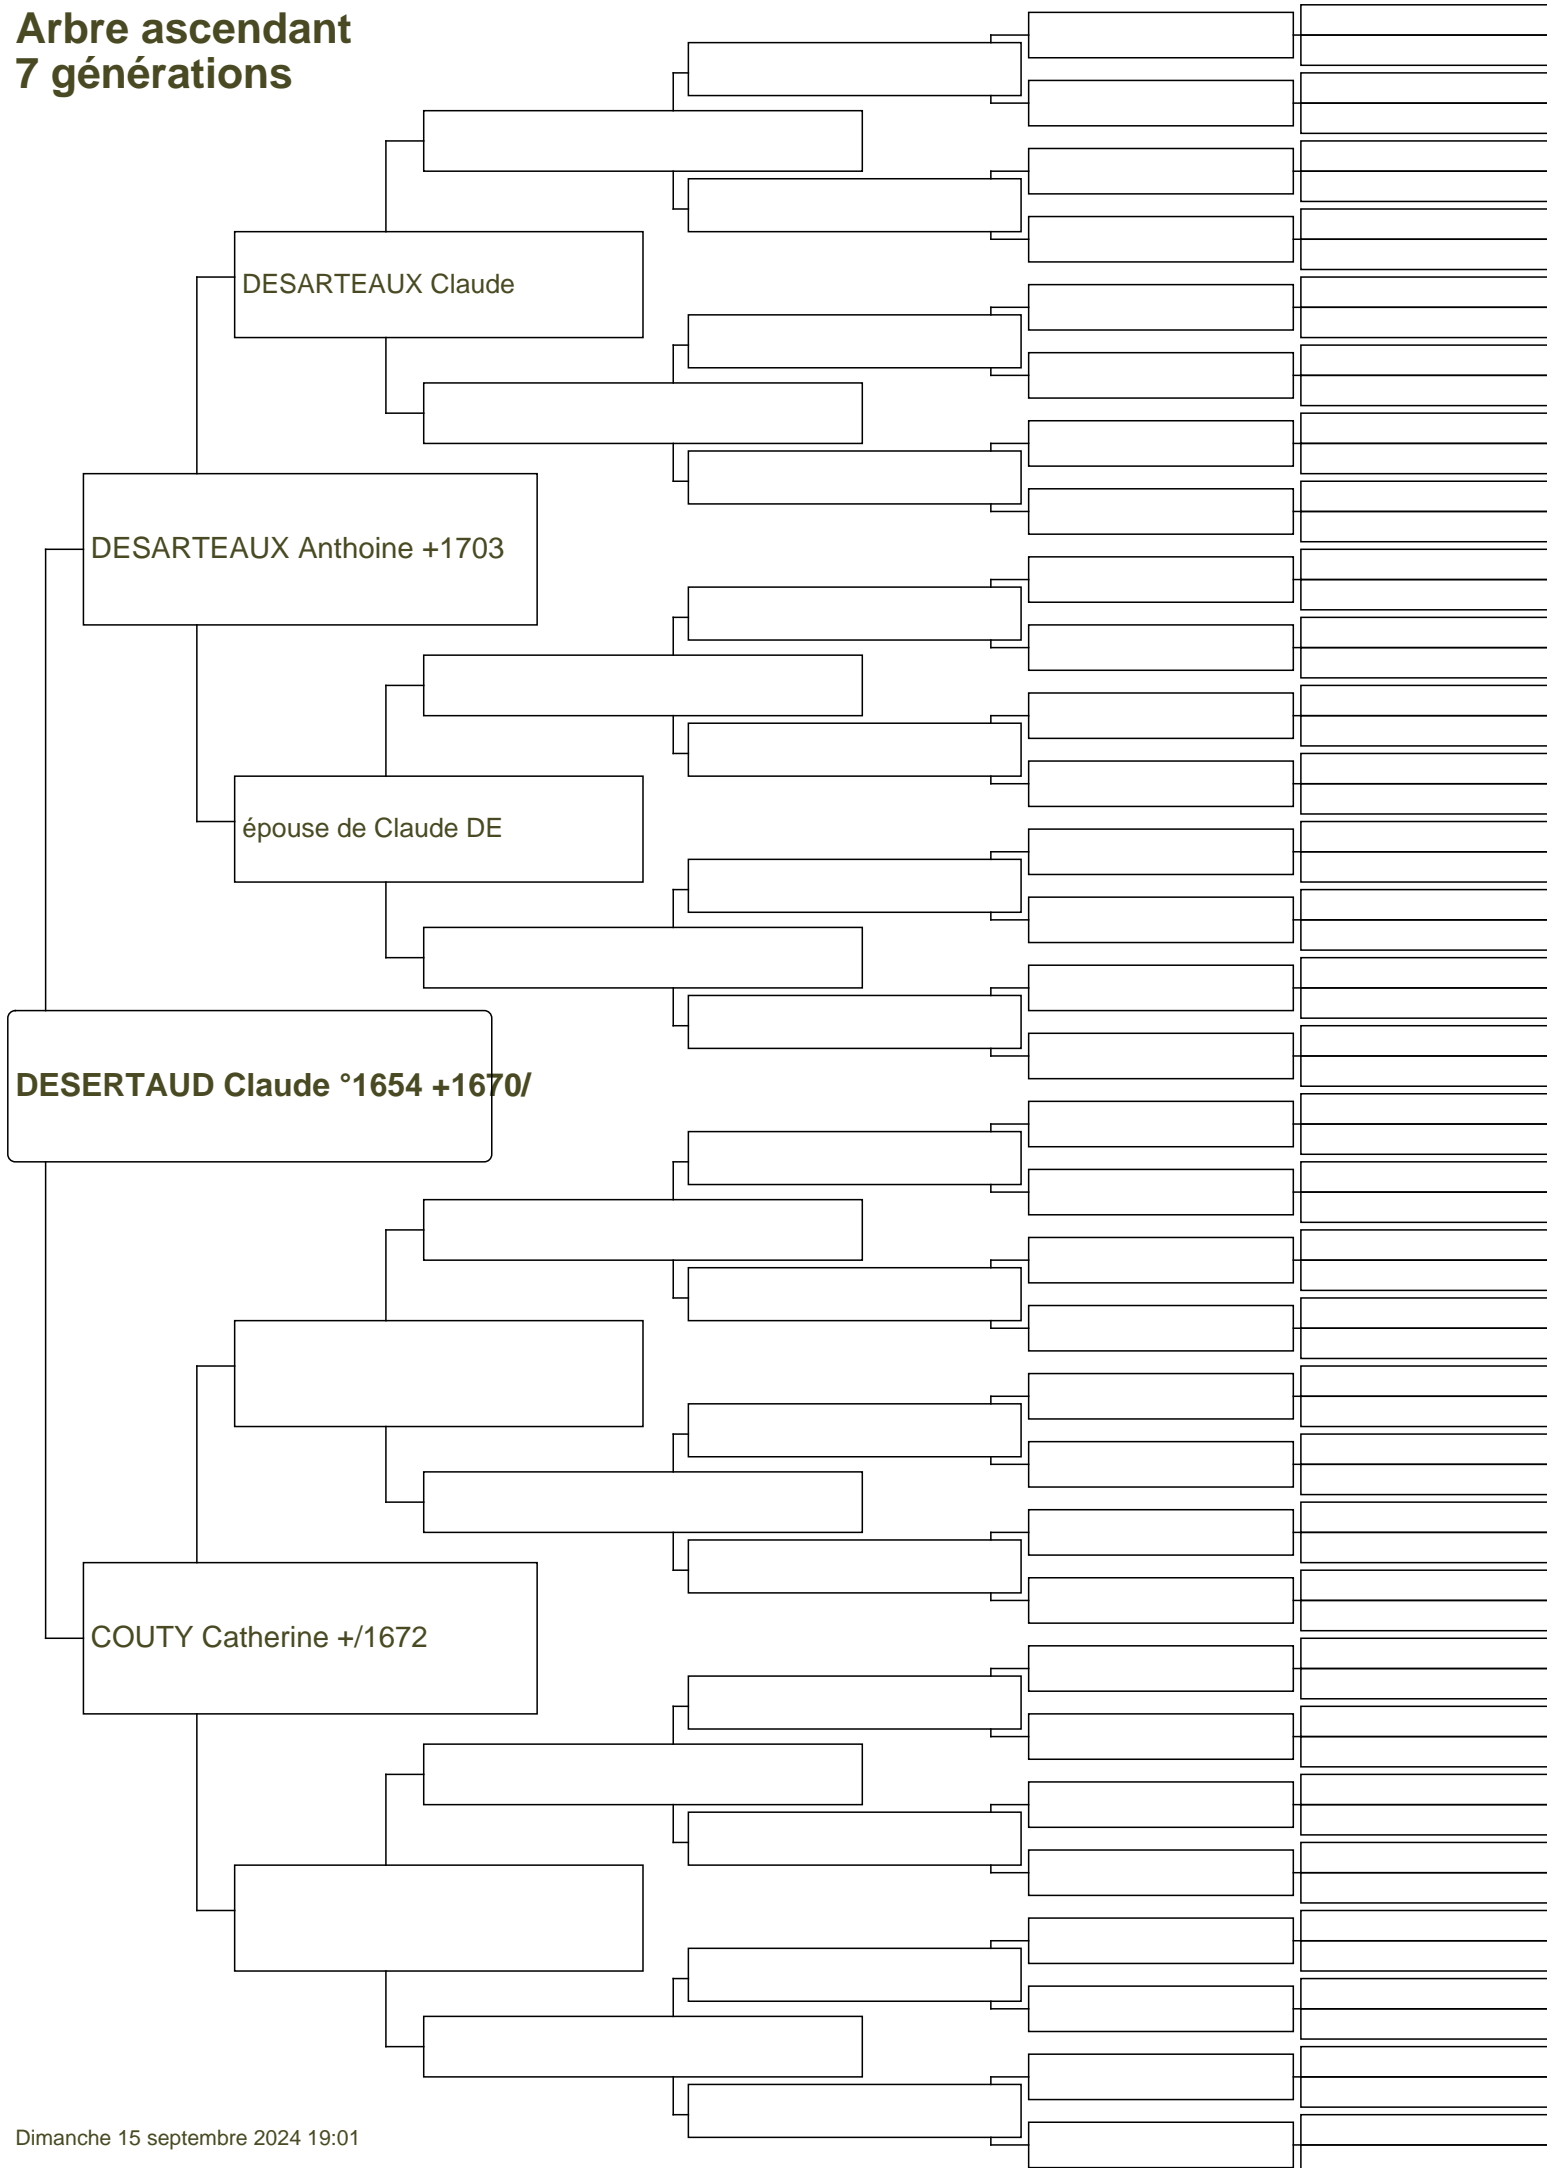 Arbre ascendant
7 générations
DESARTEAUX Claude
DESARTEAUX Anthoine +1703
épouse de Claude DE
DESERTAUD Claude °1654 +1670/
COUTY Catherine +/1672
Dimanche 15 septembre 2024 19:01